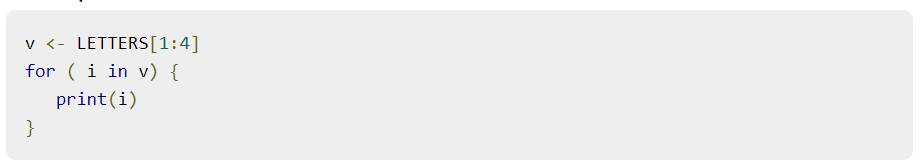 v <- LETTERS[1:4]
for ( i in v) {
   print(i)
}